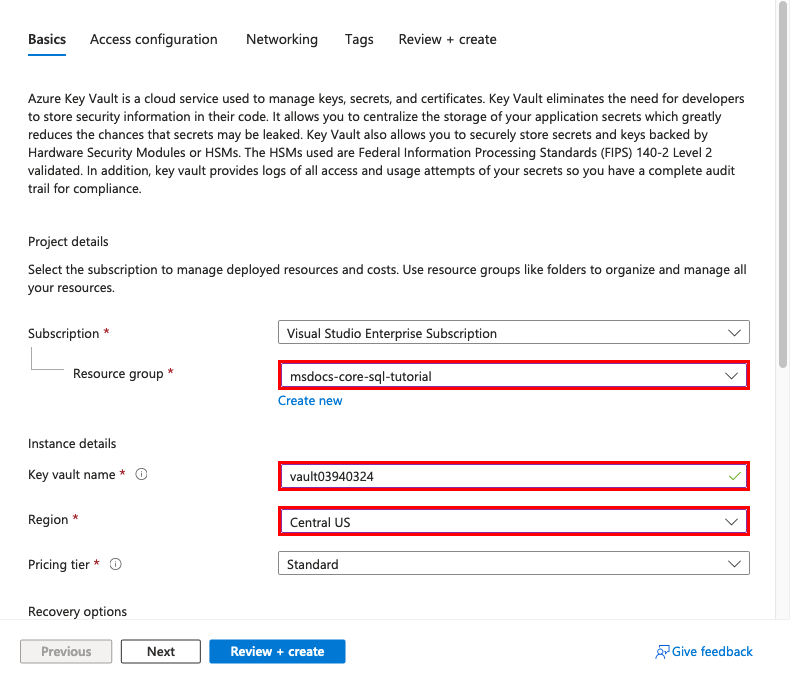 Basics Access configuration Networking Tags Review + create
Azure Key Vault is a cloud service used to manage keys, secrets, and certificates. Key Vault eliminates the need for developers
to store security information in their code. It allows you to centralize the storage of your application secrets which greatly
reduces the chances that secrets may be leaked. Key Vault also allows you to securely store secrets and keys backed by
Hardware Security Modules or HSMs. The HSMs used are Federal Information Processing Standards (FIPS) 140-2 Level 2
validated. In addition, key vault provides logs of all access and usage attempts of your secrets so you have a complete audit
trail for compliance.
Project details
Select the subscription to manage deployed resources and costs. Use resource groups like folders to organize and manage all
your resources.
Subscription * Visual Studio Enterprise Subscription
Resource group * msdocs-core-sql-tutorial
Create new
Instance details
Key vault name * vault03940324
Region * Central US
Pricing tier * Standard
Recovery options
Previous Next Review + create Give feedback